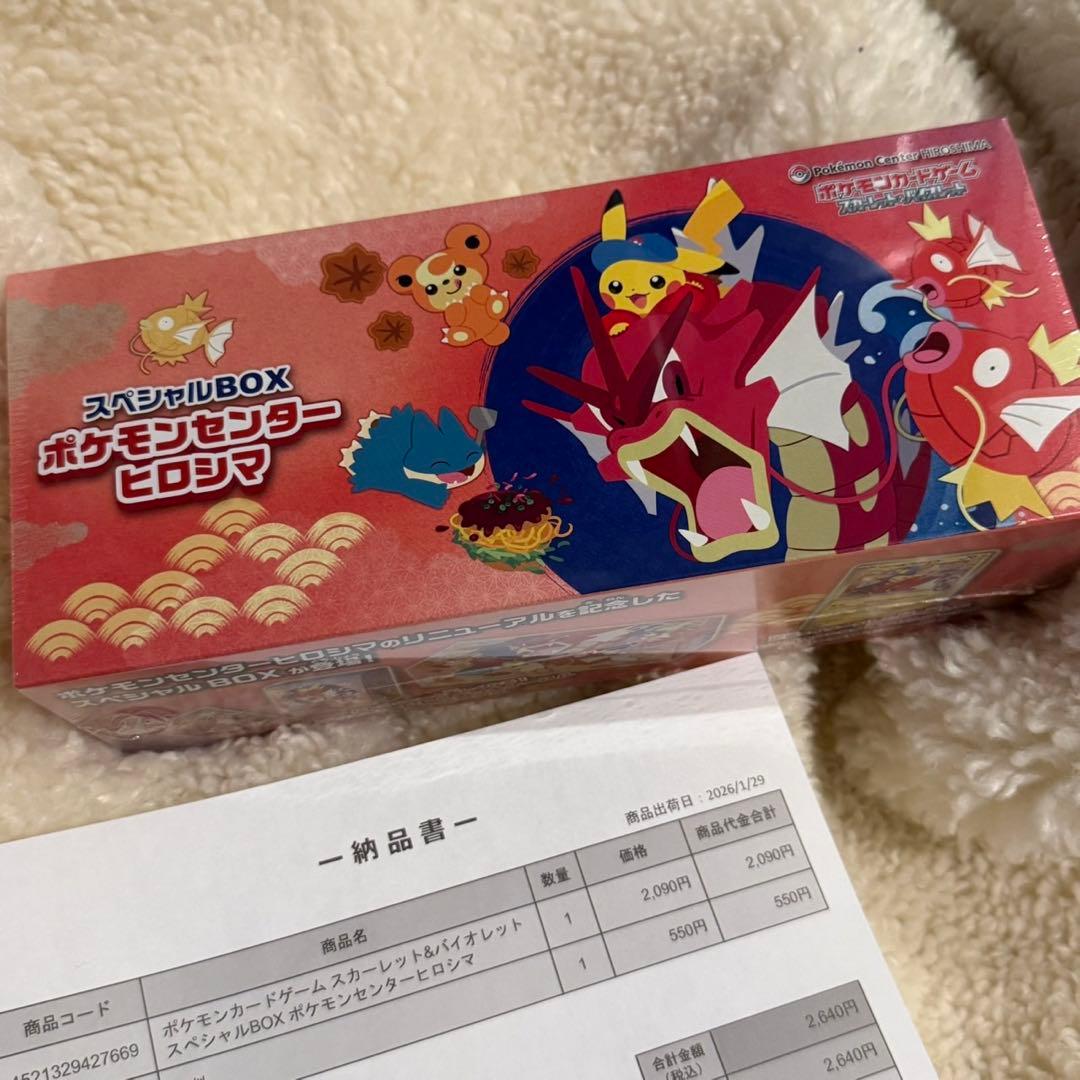 Pokémon Center HIROSHIMA
ポケモンカードゲーム
スカーレット&バイオレット
スペシャルBOX
ポケモンセンター
ヒロシマ
ポケモンセンターヒロシマのリニューアルを記念した
スペシャルBOXが登場!
ー納品書ー
商品出荷日:2026/1/29
商品コード 商品名 数量 価格 商品代金合計
4521329427669 ポケモンカードゲーム スカーレット&バイオレット 1 2,090円 2,090円
スペシャルBOX ポケモンセンターヒロシマ
1 550円 550円
2,640円
合計金額
(税込) 2,640円